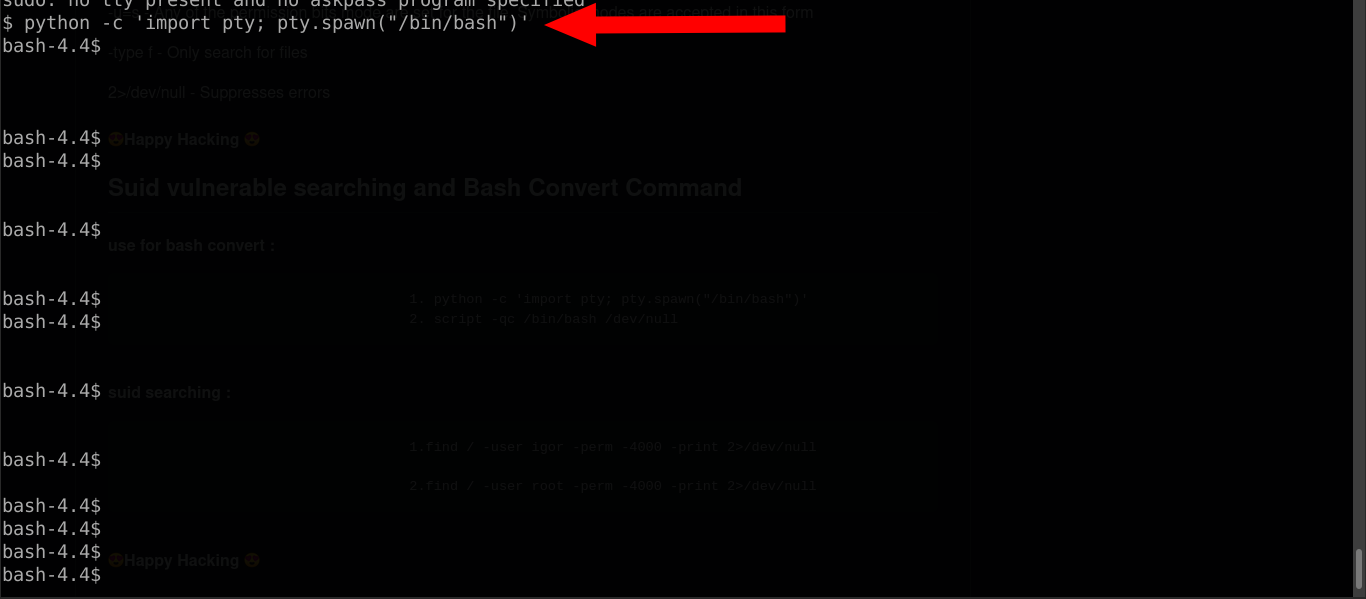 sudo: no tty present and no askpass program specified
$ python -c 'import pty; pty.spawn("/bin/bash")'
bash-4.4$
-type f - Only search for files
2>/dev/null - Suppresses errors
bash-4.4$ 😍Happy Hacking 😍
bash-4.4$
Suid vulnerable searching and Bash Convert Command
bash-4.4$
use for bash convert :
bash-4.4$ 1. python -c 'import pty; pty.spawn("/bin/bash")'
bash-4.4$ 2. script -qc /bin/bash /dev/null
bash-4.4$ suid searching :
1.find / -user igor -perm -4000 -print 2>/dev/null
bash-4.4$
2.find / -user root -perm -4000 -print 2>/dev/null
bash-4.4$
bash-4.4$
bash-4.4$ 😍Happy Hacking 😍
bash-4.4$